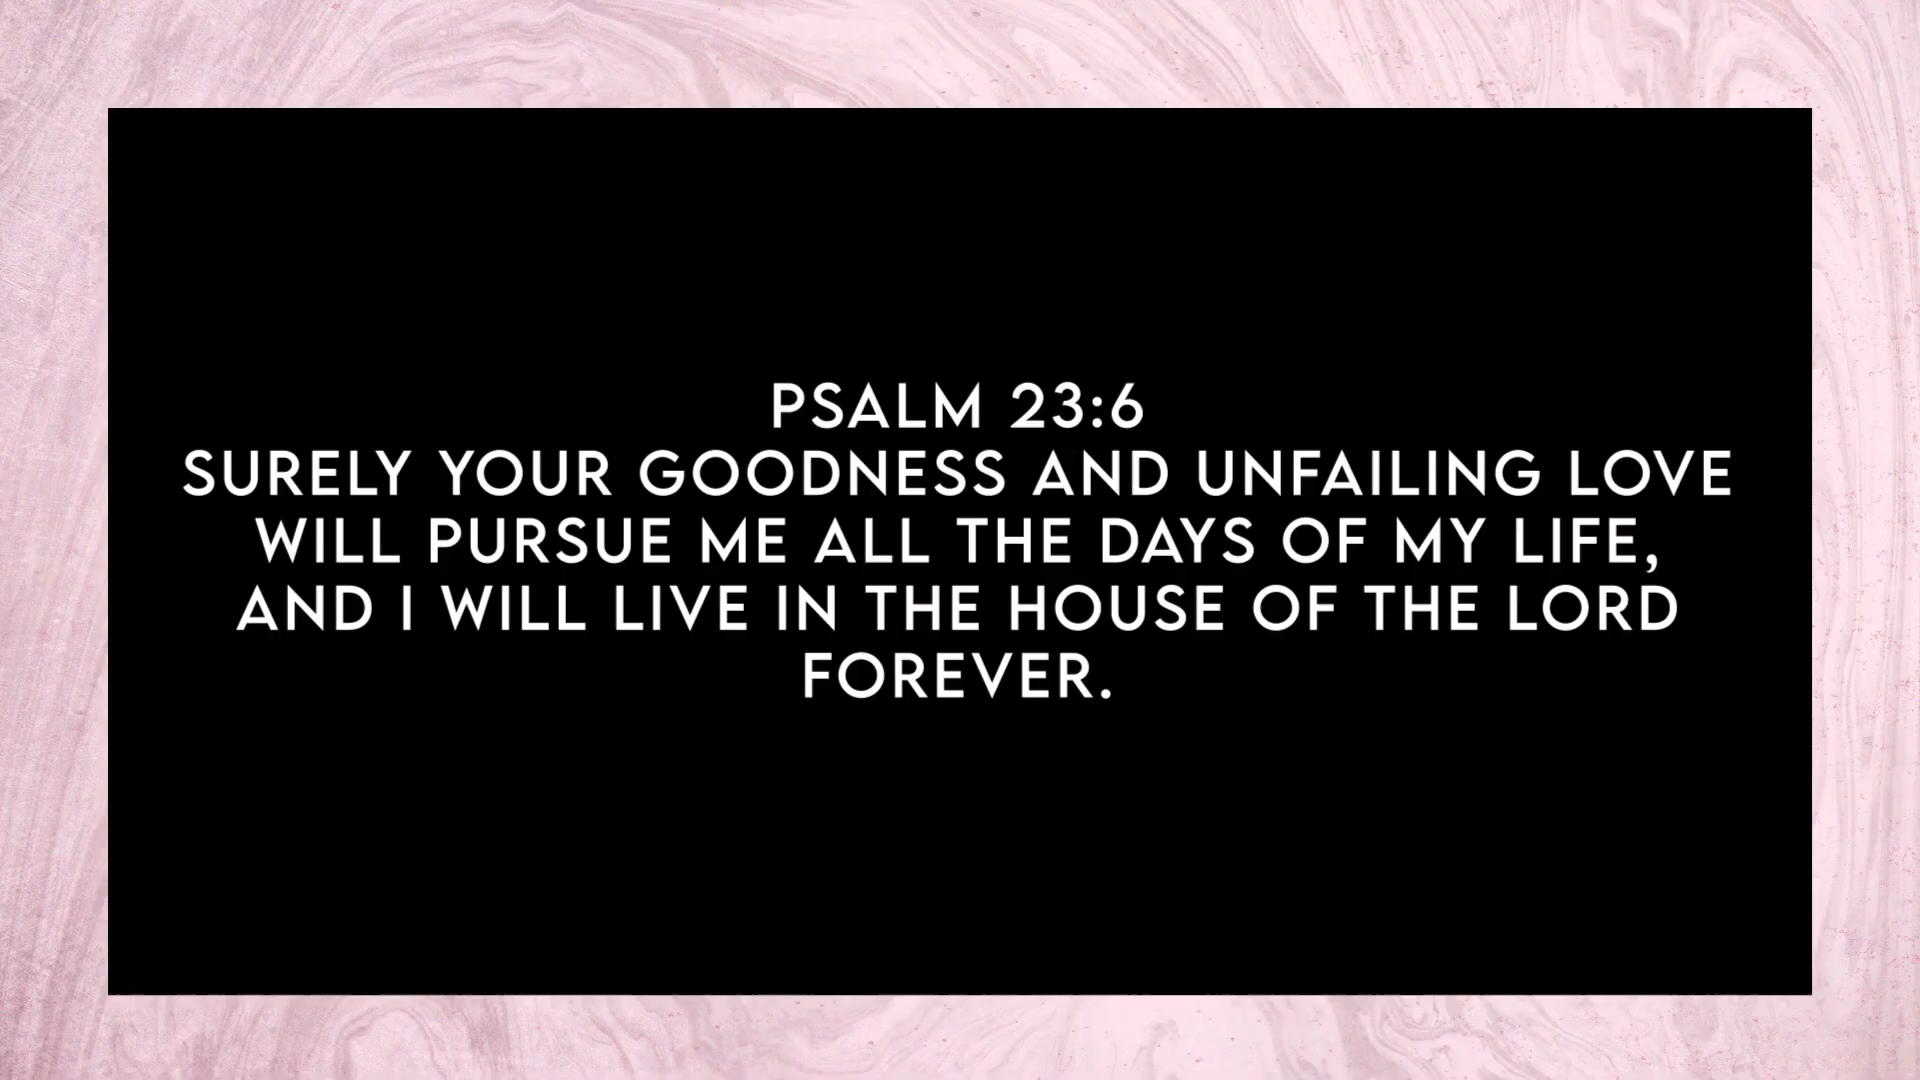 PSALM 23:6
SURELY YOUR GOODNESS AND UNFAILING LOVE
WILL PURSUE ME ALL THE DAYS OF MY LIFE,
AND I WILL LIVE IN THE HOUSE OF THE LORD
FOREVER.